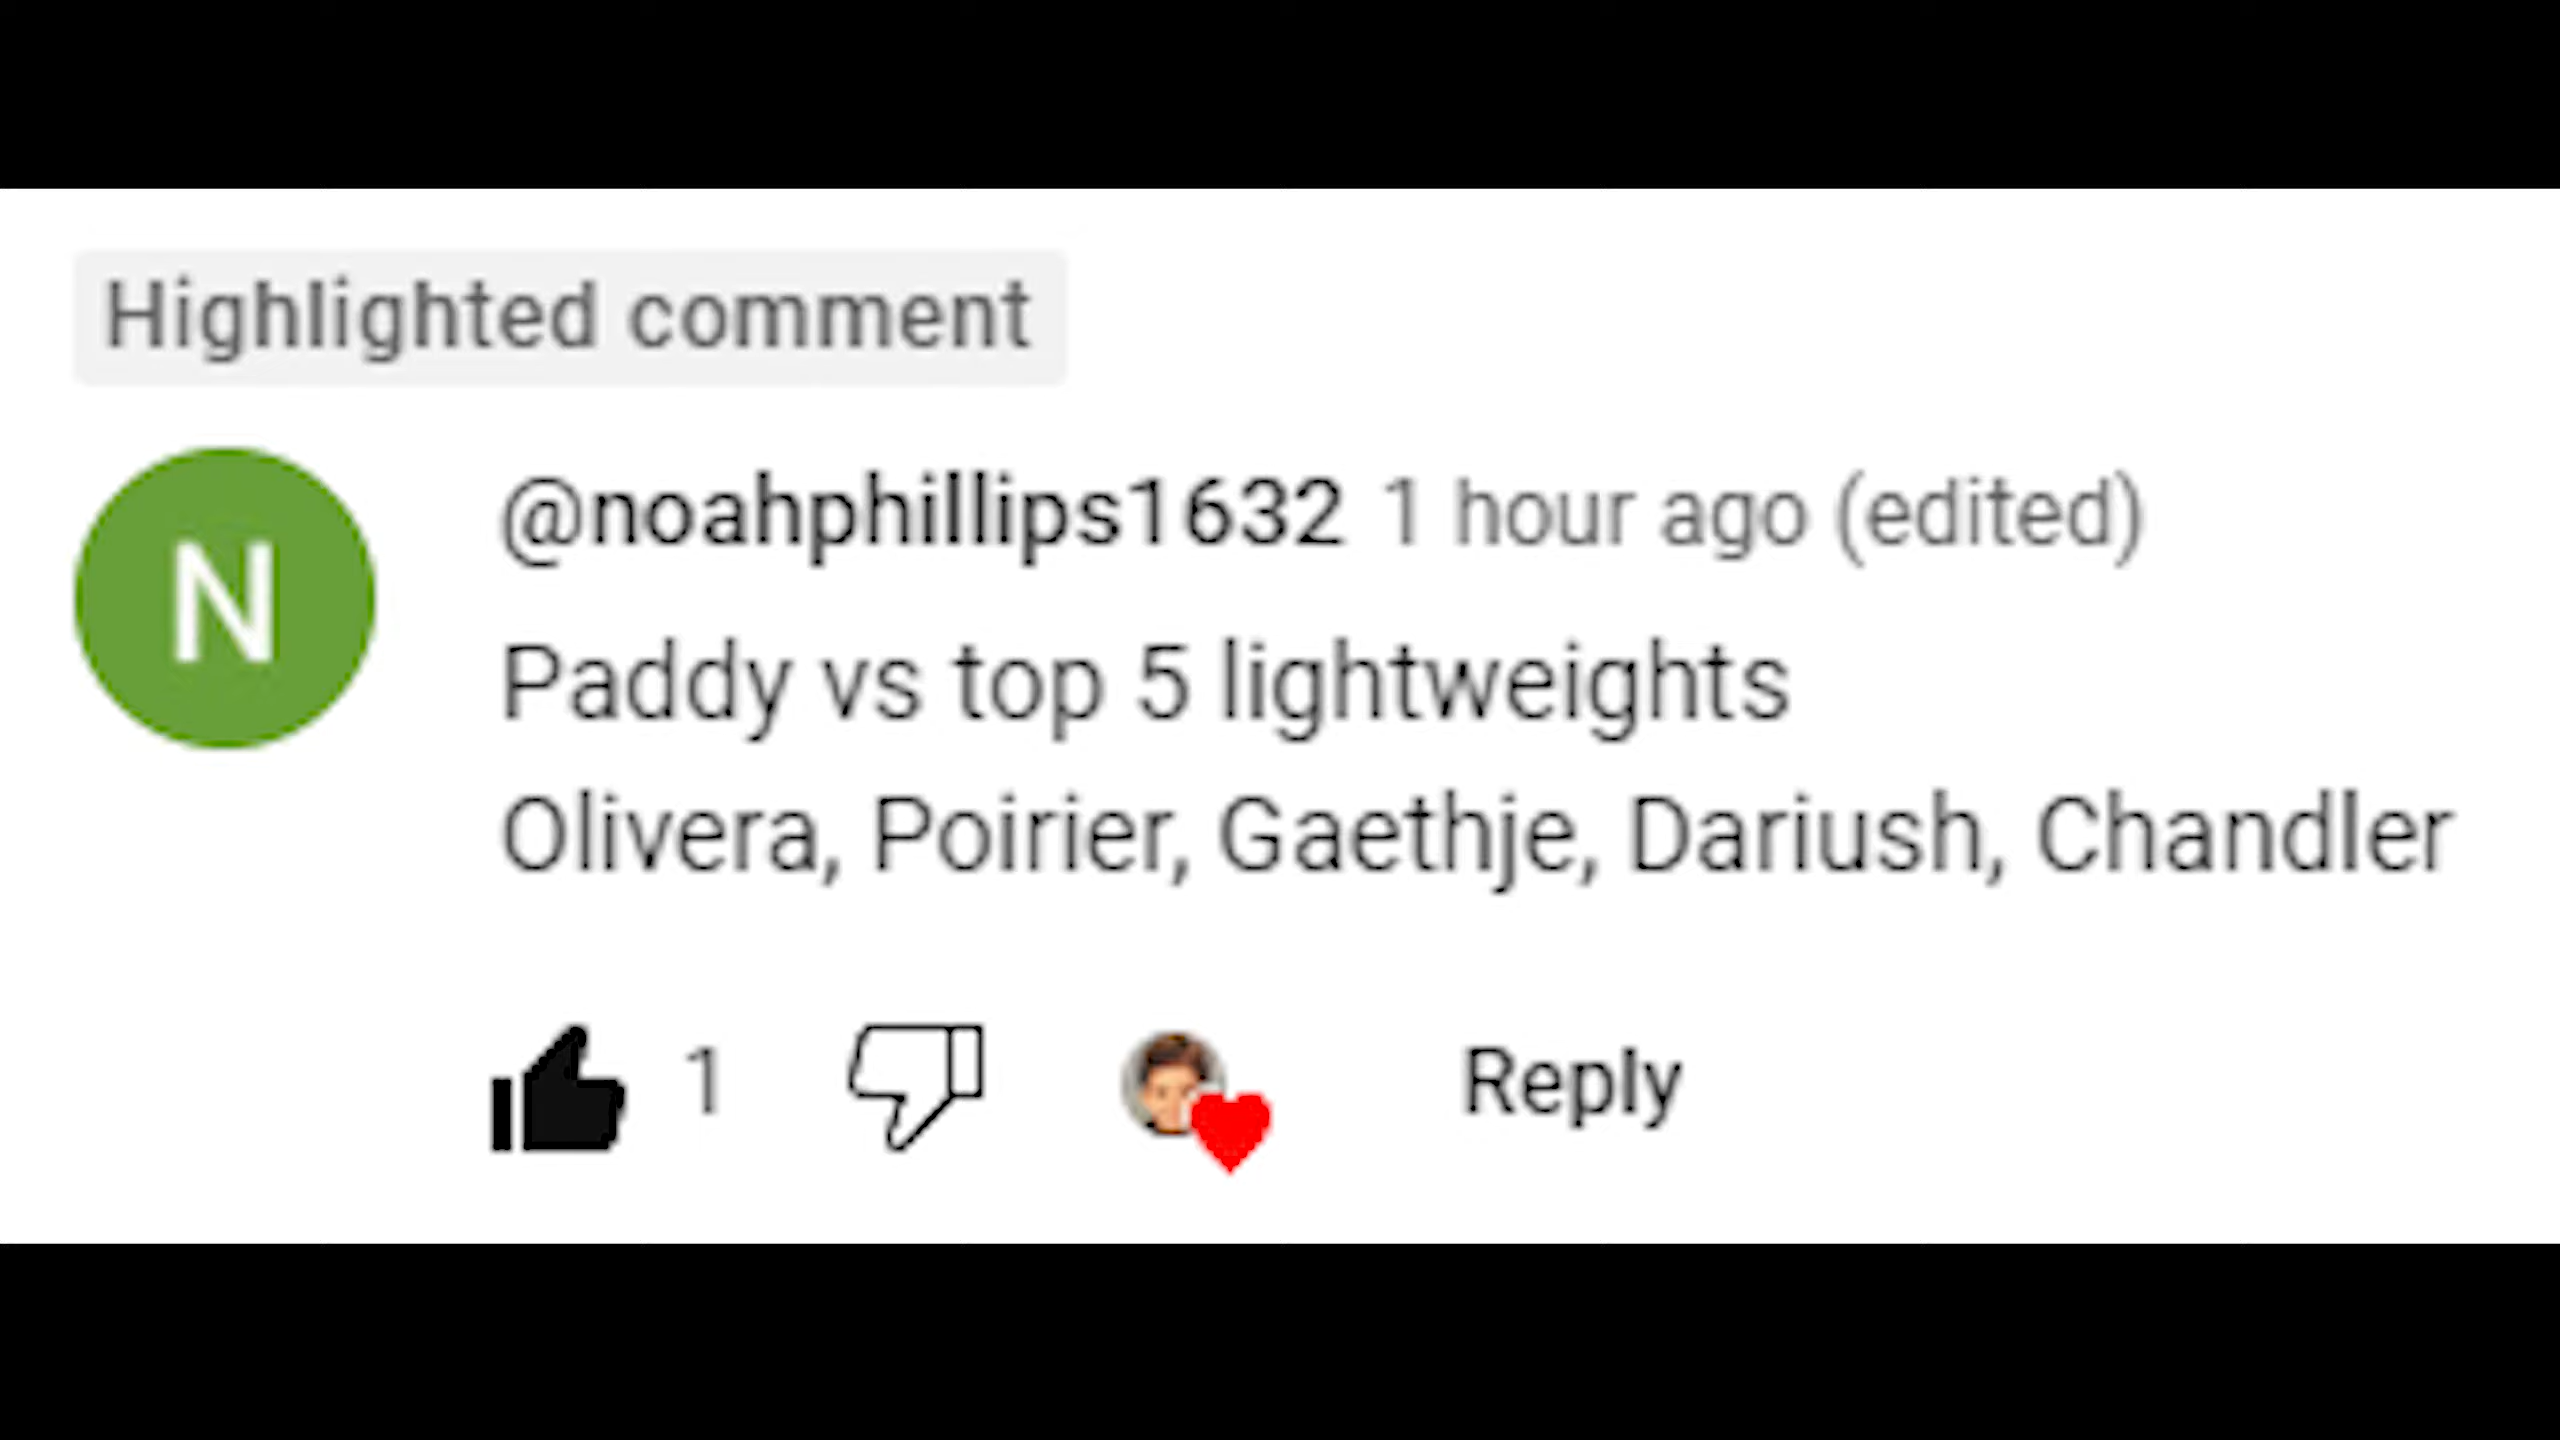 Highlighted comment
N
@noahphillips1632 1 hour ago (edited)
Paddy vs top 5 lightweights
Olivera, Poirier, Gaethje, Dariush, Chandler
1
Reply